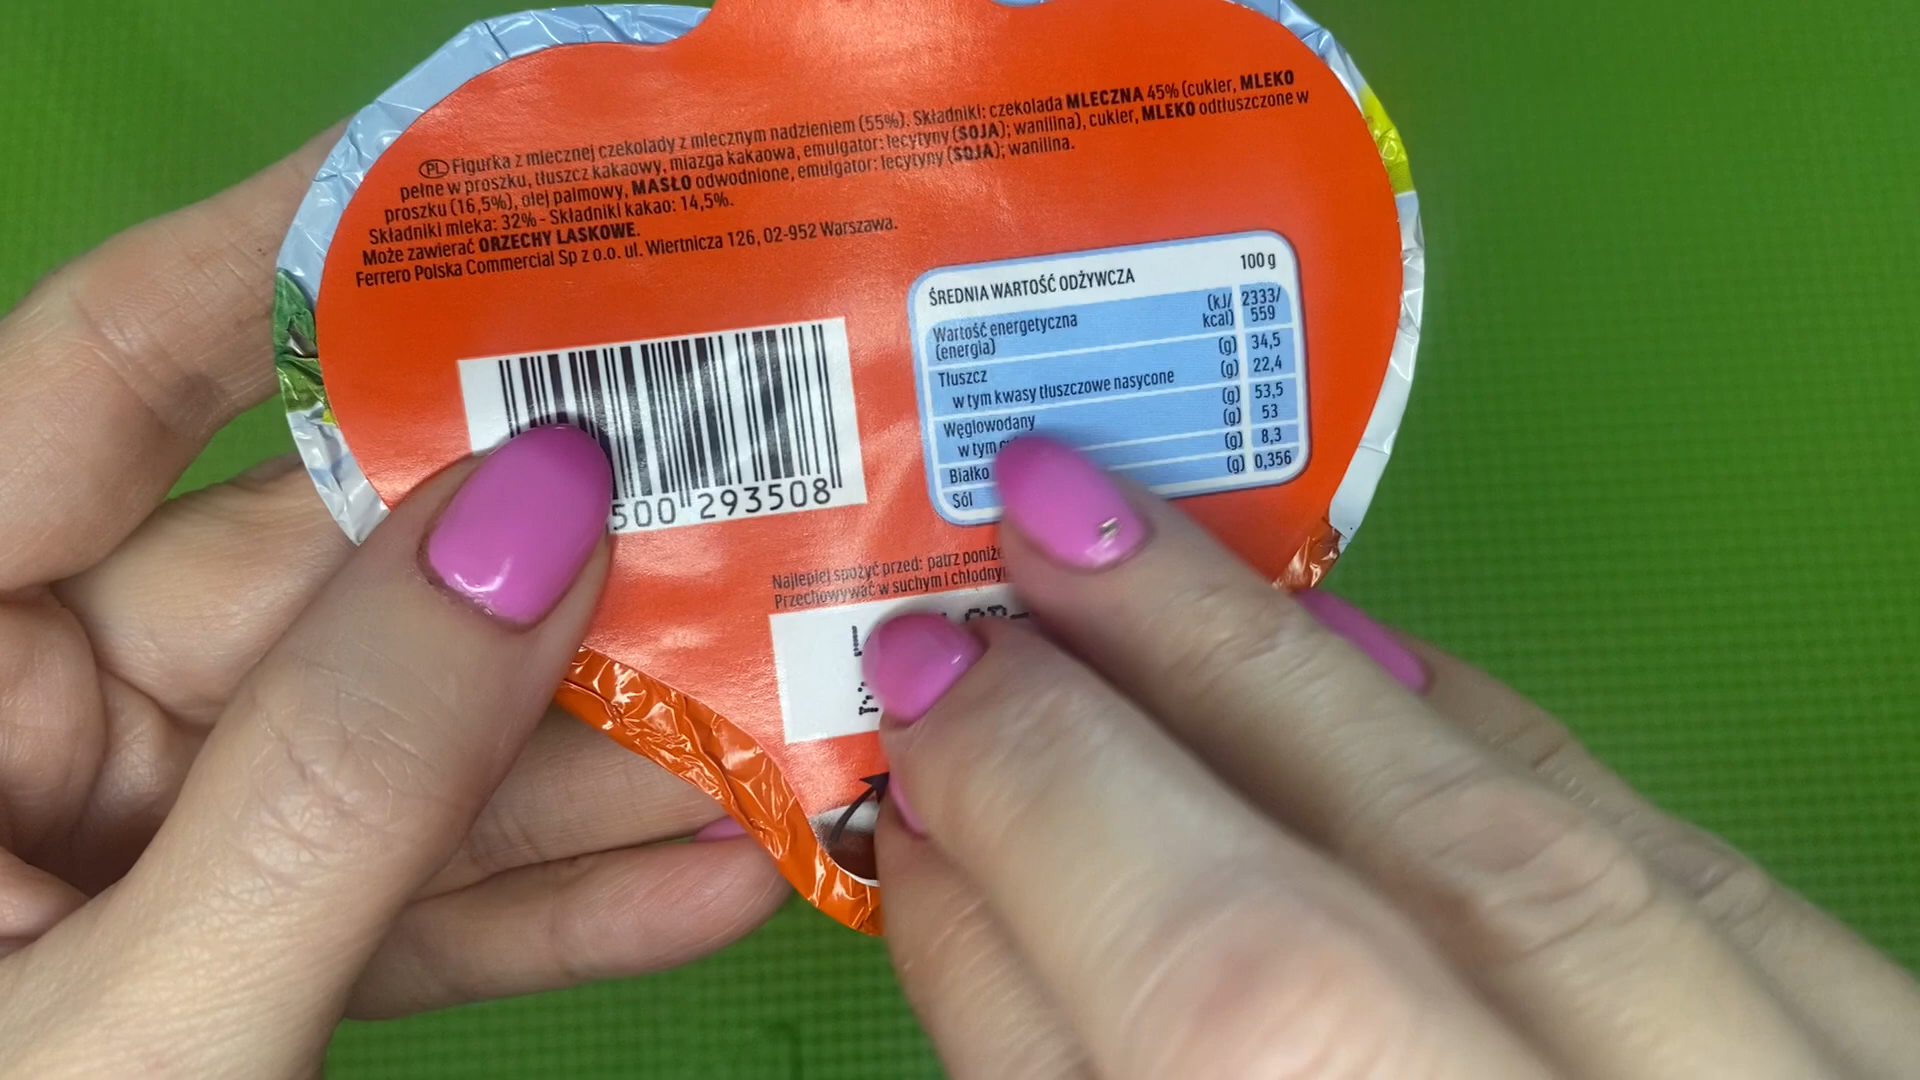 PL Figurka z mlecznej czekolady z mlecznym nadzieniem (55%). Składniki: czekolada MLECZNA 45% (cukier, MLEKO
pełne w proszku, tłuszcz kakaowy, miazga kakaowa, emulgator: lecytyny (SOJA); wanilina), cukier, MLEKO odtłuszczone w
proszku (16,5%), olej palmowy, MASŁO odwodnione, emulgator: lecytyny (SOJA); wanilina.
Składniki mleka: 32% - Składniki kakao: 14,5%.
Może zawierać ORZECHY LASKOWE.
Ferrero Polska Commercial Sp z o.o. ul. Wiertnicza 126, 02-952 Warszawa.
ŚREDNIA WARTOŚĆ ODŻYWCZA 100 g
Wartość energetyczna (kJ/ 2333/
(energia) kcal) 559
Tłuszcz (g) 34,5
w tym kwasy tłuszczowe nasycone (g) 22,4
Węglowodany (g) 53,5
w tym (g) 53
Białko (g) 8,3
Sól (g) 0,356
500 293508
Najlepiej spożyć przed: patrz
Przechowywać w suchym i